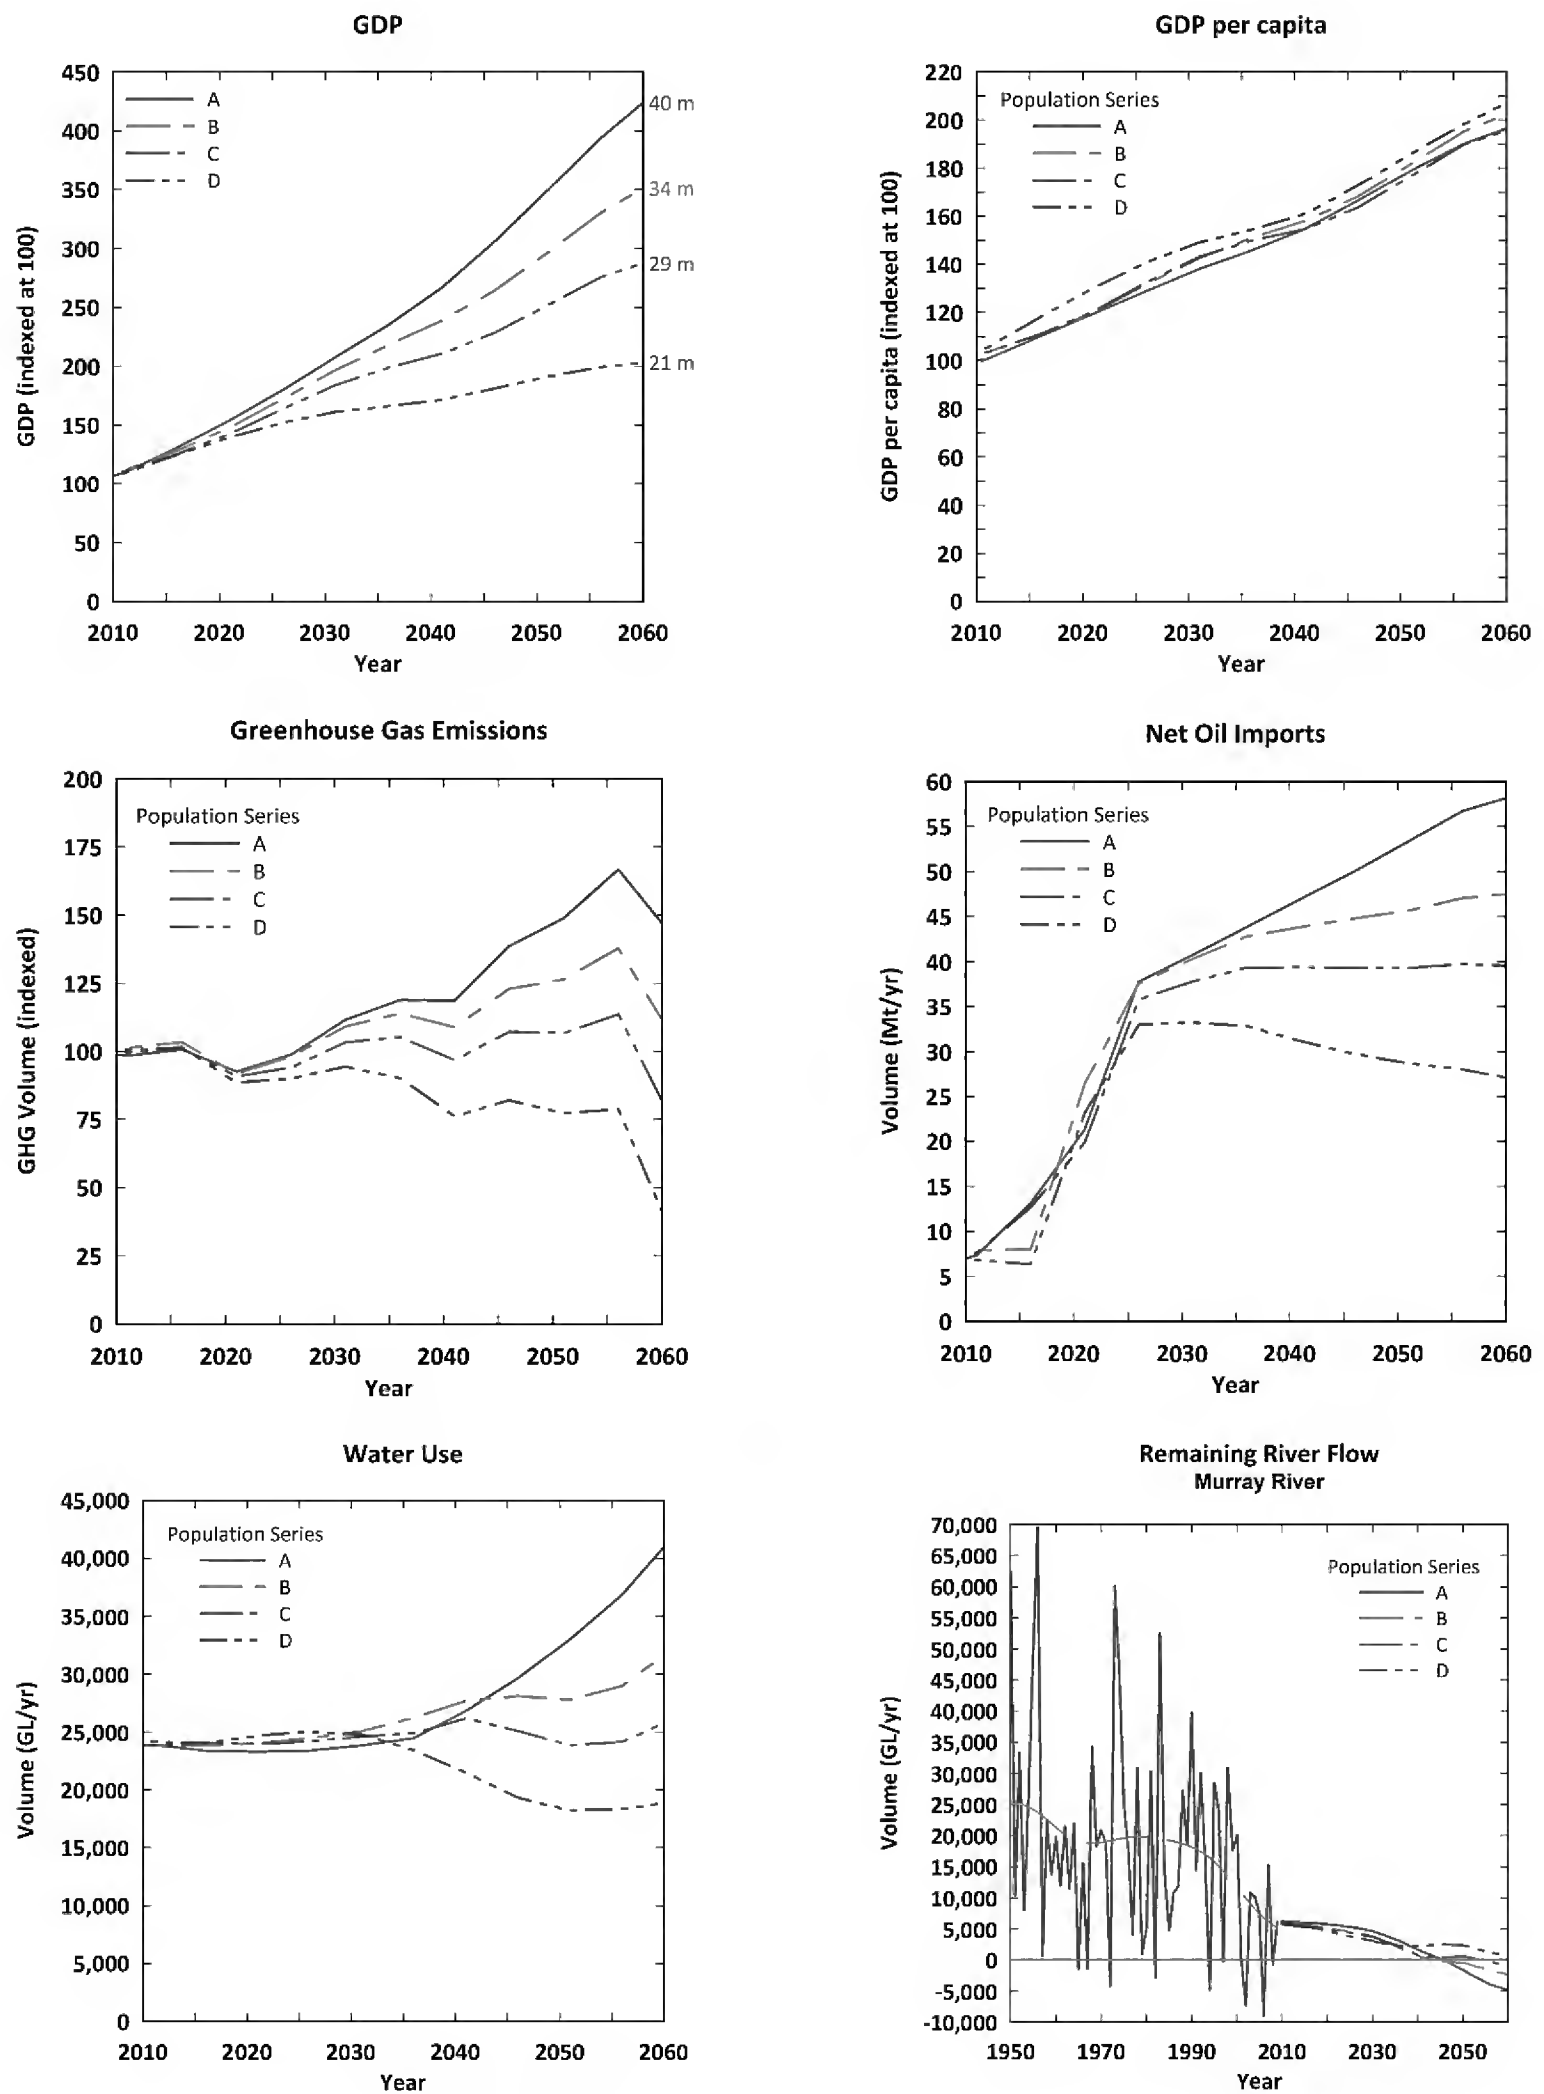 GDP
GDP (indexed at 100)
450
400
350
300
250
200
150
100
50
0
A
B
C
D
40 m
34 m
29 m
21 m
2010 2020 2030 2040 2050 2060
Year
GDP per capita
GDP per capita (indexed at 100)
220
200
180
160
140
120
100
80
60
40
20
0
Population Series
A
B
C
D
2010 2020 2030 2040 2050 2060
Year
Greenhouse Gas Emissions
GHG Volume (indexed)
200
175
150
125
100
75
50
25
0
Population Series
A
B
C
D
2010 2020 2030 2040 2050 2060
Year
Net Oil Imports
Volume (Mt/yr)
60
55
50
45
40
35
30
25
20
15
10
5
0
Population Series
A
B
C
D
2010 2020 2030 2040 2050 2060
Year
Water Use
Volume (GL/yr)
45,000
40,000
35,000
30,000
25,000
20,000
15,000
10,000
5,000
0
Population Series
A
B
C
D
2010 2020 2030 2040 2050 2060
Year
Remaining River Flow
Murray River
Volume (GL/yr)
70,000
65,000
60,000
55,000
50,000
45,000
40,000
35,000
30,000
25,000
20,000
15,000
10,000
5,000
0
-5,000
-10,000
Population Series
A
B
C
D
1950 1970 1990 2010 2030 2050
Year